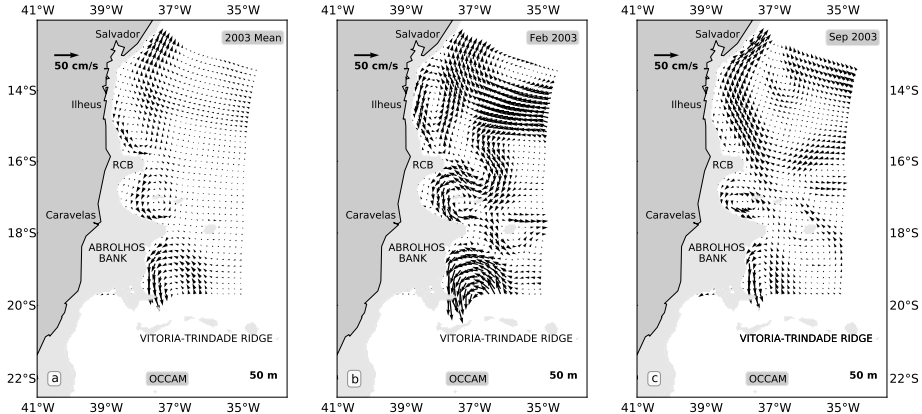 41°W 39°W 37°W 35°W 41°W 39°W 37°W 35°W 41°W 39°W 37°W 35°W
Salvador 2003 Mean Salvador Feb 2003 Salvador Sep 2003
50 cm/s 50 cm/s 50 cm/s
14°S 14°S
Ilheus Ilheus Ilheus
16°S RCB RCB RCB 16°S
Caravelas Caravelas Caravelas
18°S 18°S
ABROLHOS ABROLHOS ABROLHOS
BANK BANK BANK
20°S 20°S
VITORIA-TRINDADE RIDGE VITORIA-TRINDADE RIDGE VITORIA-TRINDADE RIDGE
22°S a OCCAM 50 m b OCCAM 50 m c OCCAM 50 m 22°S
41°W 39°W 37°W 35°W 41°W 39°W 37°W 35°W 41°W 39°W 37°W 35°W